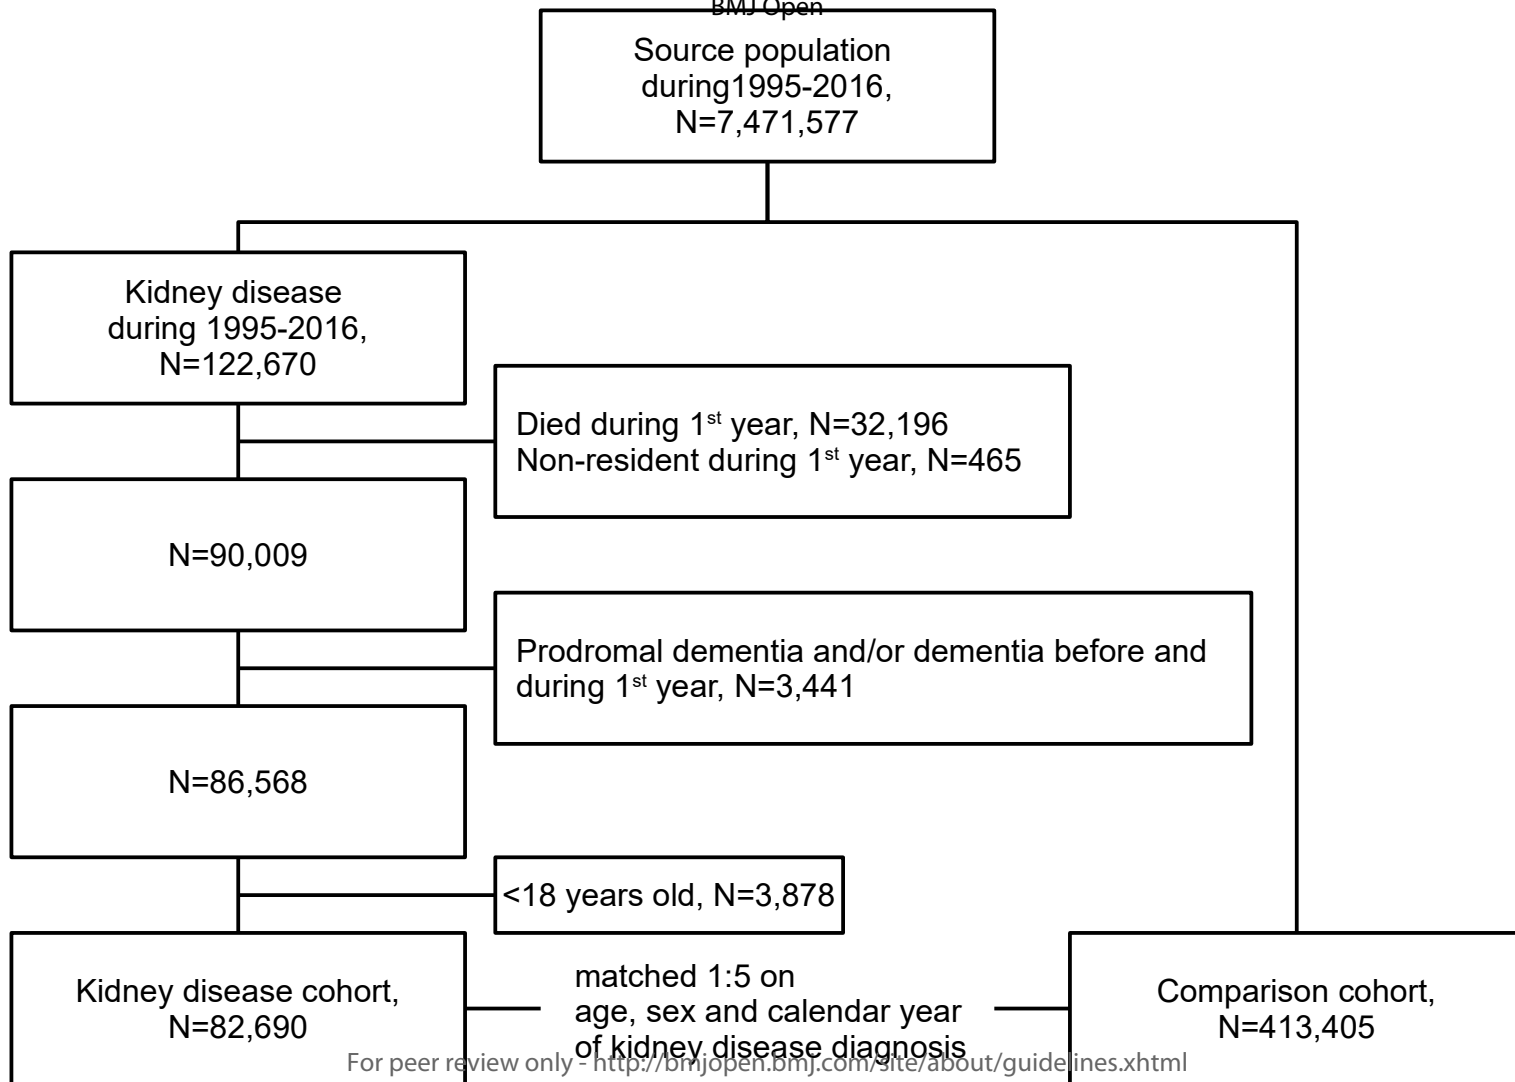 BMJ Open
Source population
during1995-2016,
N=7,471,577
Kidney disease
during 1995-2016,
N=122,670
Died during 1st year, N=32,196
Non-resident during 1st year, N=465
N=90,009
Prodromal dementia and/or dementia before and
during 1st year, N=3,441
N=86,568
<18 years old, N=3,878
Kidney disease cohort,
N=82,690
matched 1:5 on
age, sex and calendar year
of kidney disease diagnosis
Comparison cohort,
N=413,405
For peer review only - http://bmjopen.bmj.com/site/about/guidelines.xhtml